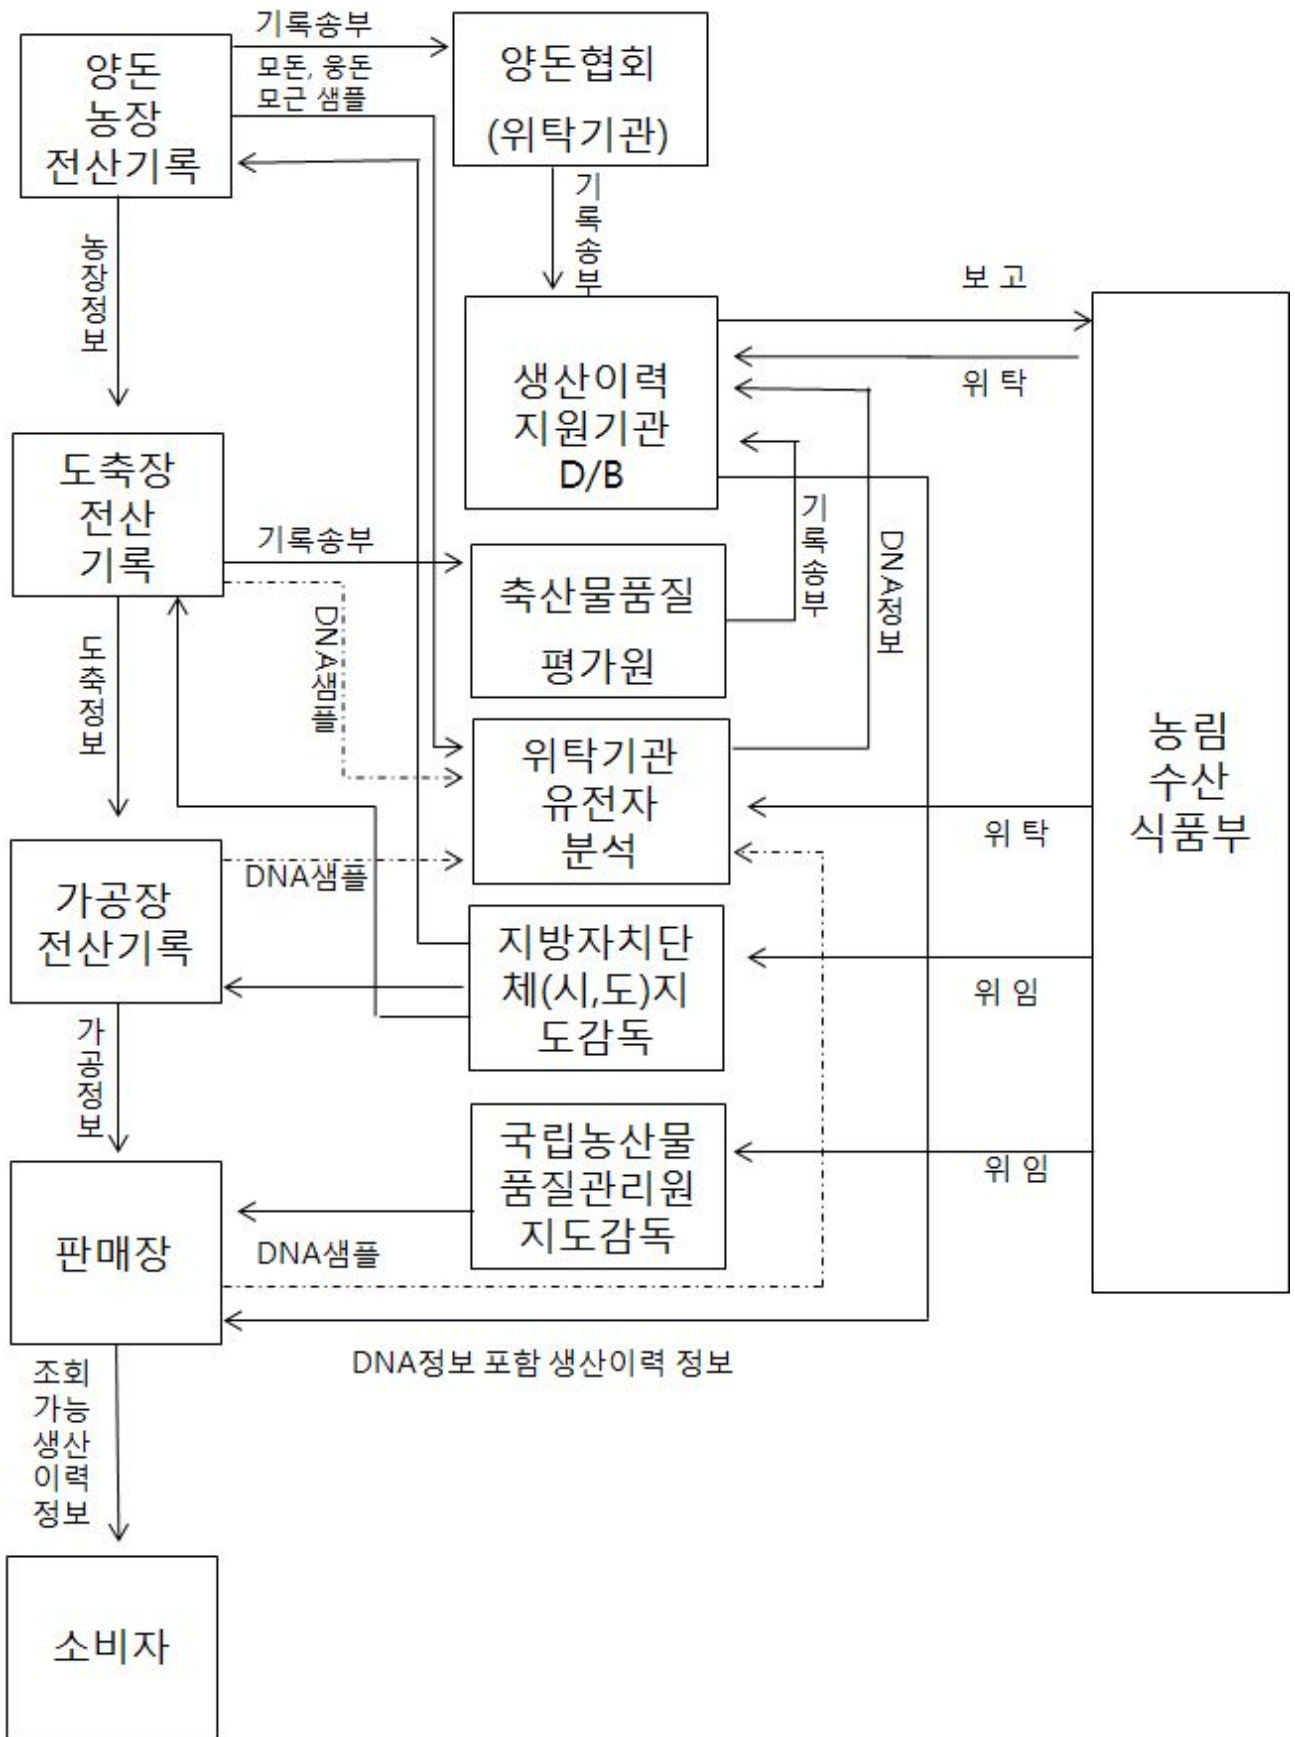 기록송부
양돈
농장
전산기록
모돈, 웅돈
모근 샘플
양돈협회
(위탁기관)
기록송부
농장정보
보 고
생산이력
지원기관
D/B
위 탁
농림
수산
식품부
도축장
전산
기록
기록송부
DNA샘플
축산물품질
평가원
기록송부
DNA정보
도축정보
위탁기관
유전자
분석
위 탁
가공장
전산기록
DNA샘플
지방자치단
체(시,도)지
도감독
위 임
가공정보
국립농산물
품질관리원
지도감독
위 임
판매장
DNA샘플
DNA정보 포함 생산이력 정보
조회
가능
생산
이력
정보
소비자